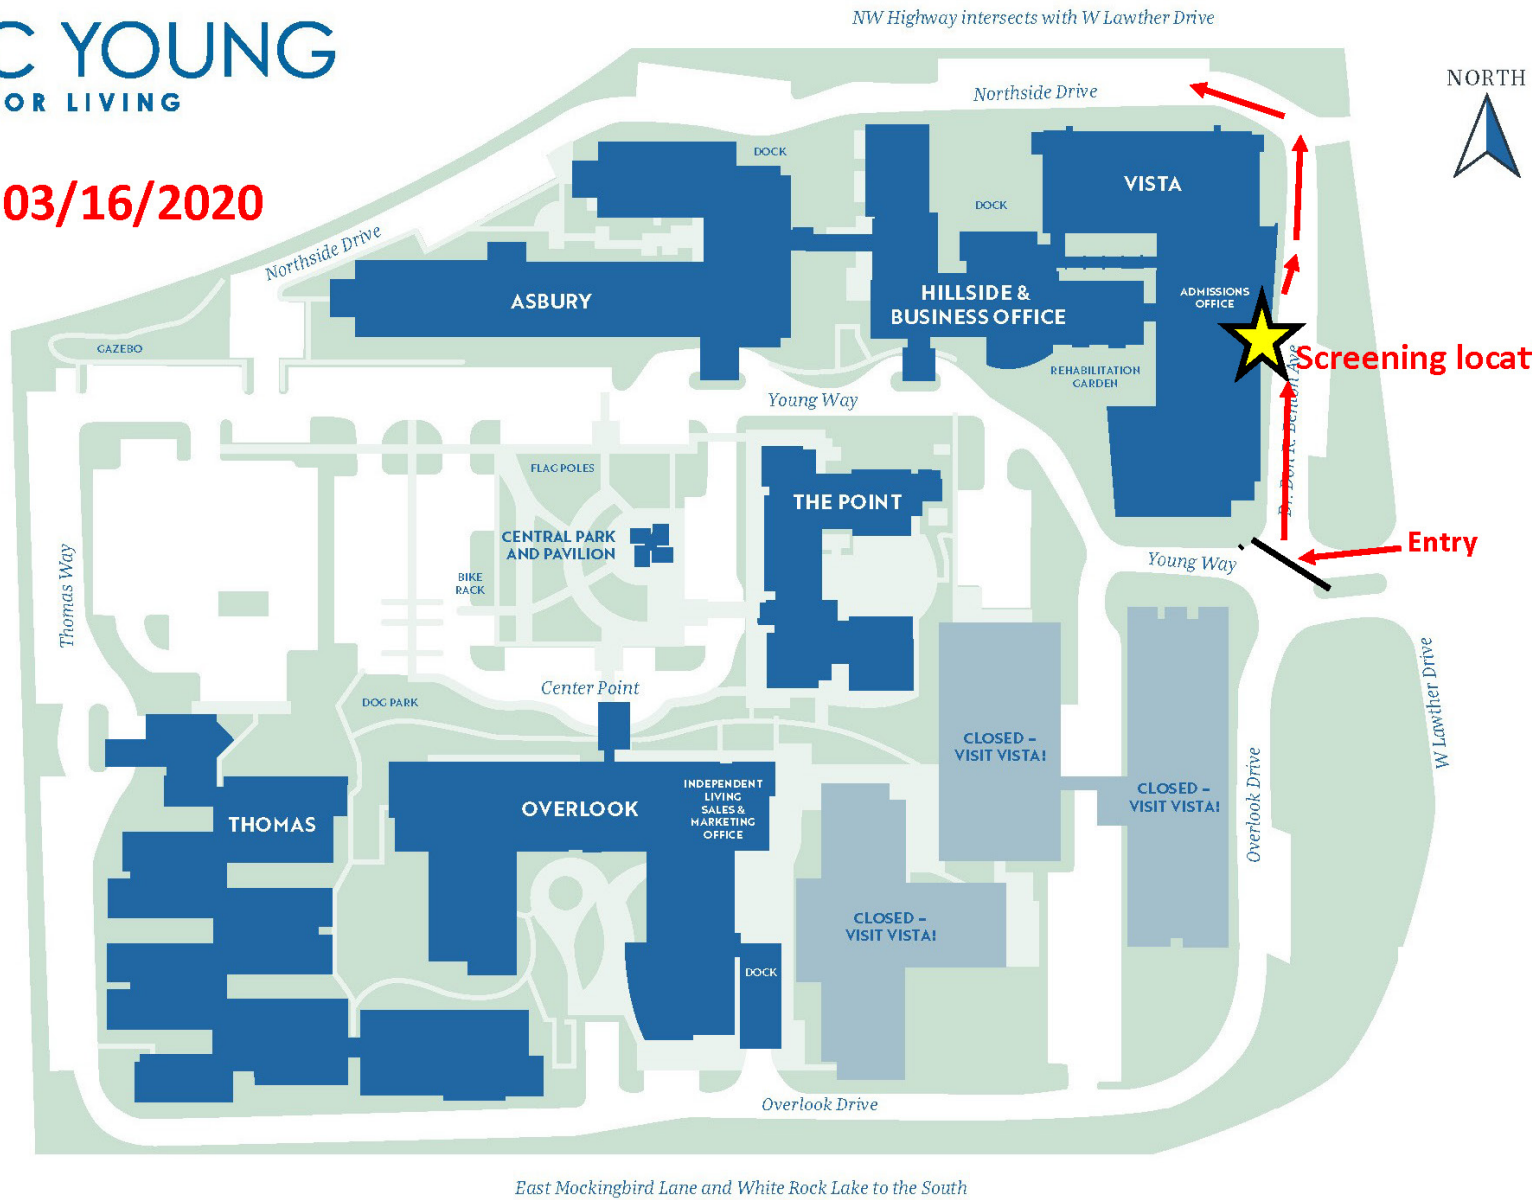 NW Highway intersects with W Lawther Drive
C YOUNG
OR LIVING
NORTH
Northside Drive
03/16/2020
DOCK
VISTA
DOCK
Northside Drive
ADMISSIONS
OFFICE
ASBURY
HILLSIDE &
BUSINESS OFFICE
GAZEBO
Screening locat
REHABILITATION
GARDEN
Young Way
Dr. Don R. Benton Ave
FLAG POLES
THE POINT
CENTRAL PARK
AND PAVILION
Entry
Young Way
BIKE
RACK
Thomas Way
Center Point
DOG PARK
W Lawther Drive
CLOSED –
VISIT VISTA!
CLOSED –
VISIT VISTA!
Overlook Drive
INDEPENDENT
LIVING
SALES &
MARKETING
OFFICE
OVERLOOK
THOMAS
CLOSED –
VISIT VISTA!
DOCK
Overlook Drive
East Mockingbird Lane and White Rock Lake to the South